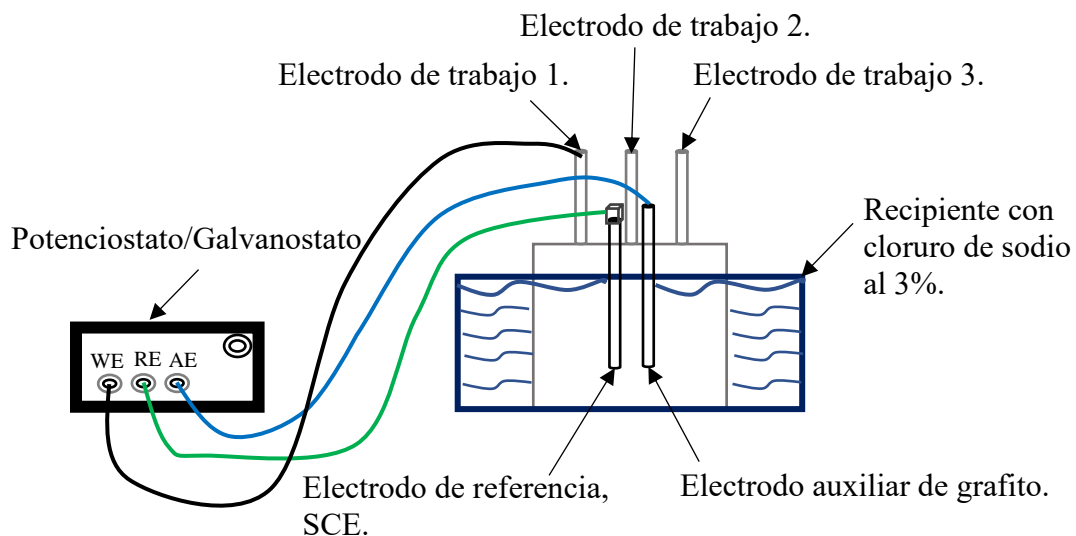 Electrodo de trabajo 2.
Electrodo de trabajo 1.
Electrodo de trabajo 3.
Recipiente con
cloruro de sodio
al 3%.
Potenciostato/Galvanostato
WE RE AE
Electrodo de referencia,
SCE.
Electrodo auxiliar de grafito.